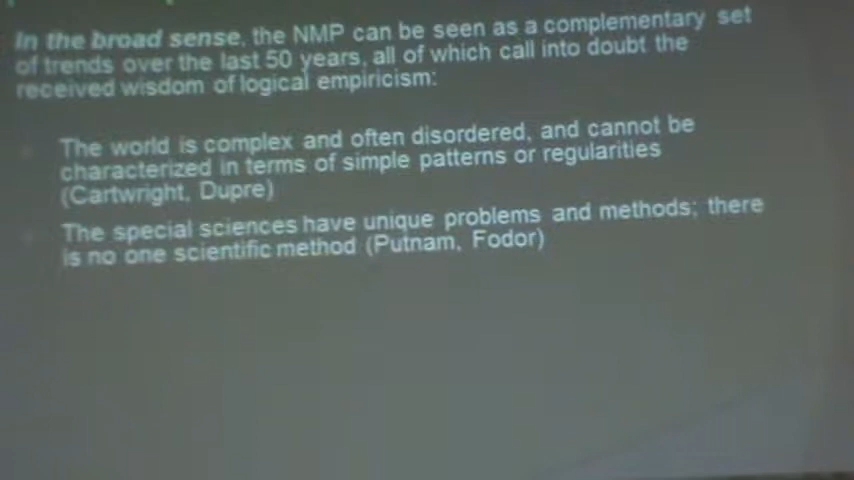 In the broad sense, the NMP can be seen as a complementary set
of trends over the last 50 years, all of which call into doubt the
received wisdom of logical empiricism:
The world is complex and often disordered, and cannot be
characterized in terms of simple patterns or regularities
(Cartwright, Dupre)
The special sciences have unique problems and methods; there
is no one scientific method (Putnam, Fodor)